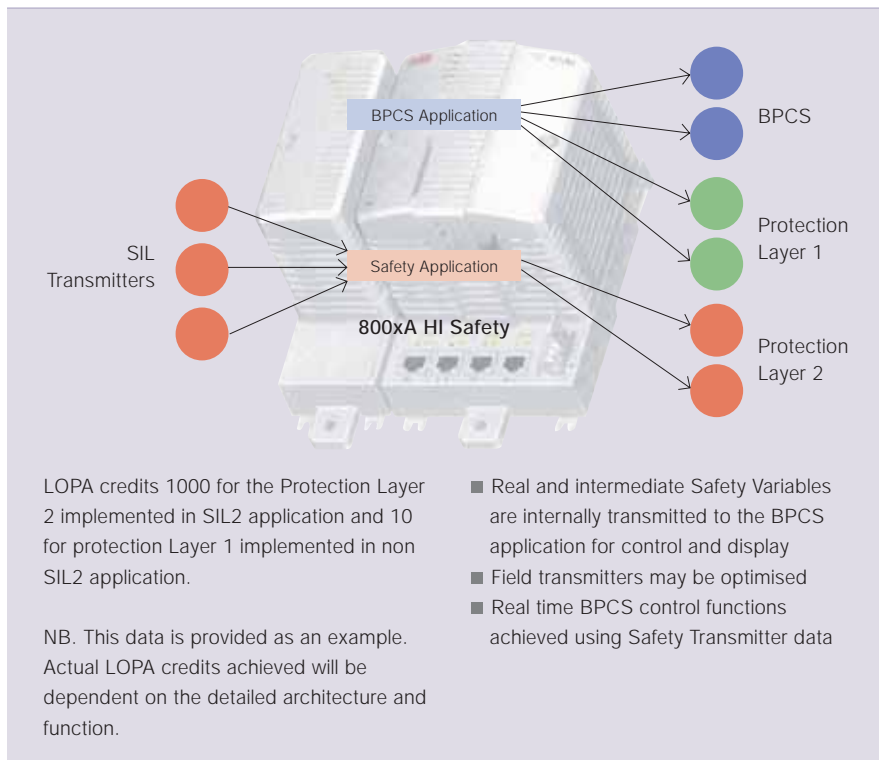 BPCS Application
BPCS
SIL
Transmitters
Protection
Layer 1
Safety Application
800xA HI Safety
Protection
Layer 2
LOPA credits 1000 for the Protection Layer
2 implemented in SIL2 application and 10
for protection Layer 1 implemented in non
SIL2 application.
NB. This data is provided as an example.
Actual LOPA credits achieved will be
dependent on the detailed architecture and
function.
■ Real and intermediate Safety Variables
are internally transmitted to the BPCS
application for control and display
■ Field transmitters may be optimised
■ Real time BPCS control functions
achieved using Safety Transmitter data